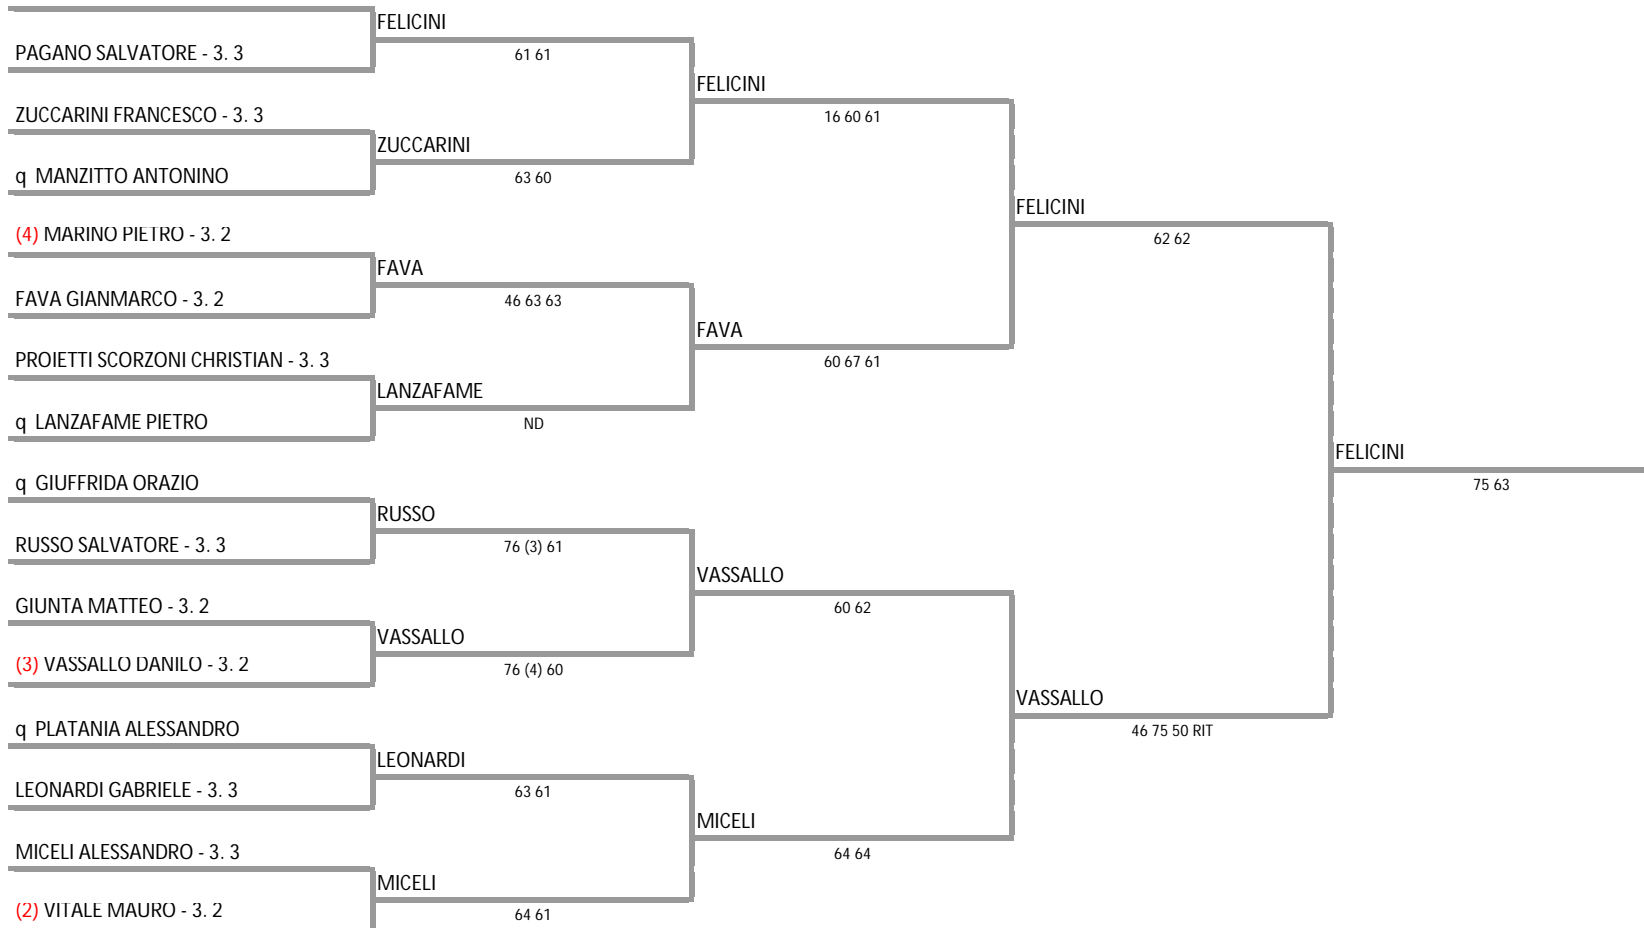 FELICINI
PAGANO SALVATORE - 3. 3
61 61
FELICINI
ZUCCARINI FRANCESCO - 3. 3
16 60 61
ZUCCARINI
q MANZITTO ANTONINO
63 60
FELICINI
(4) MARINO PIETRO - 3. 2
62 62
FAVA
FAVA GIANMARCO - 3. 2
46 63 63
FAVA
PROIETTI SCORZONI CHRISTIAN - 3. 3
60 67 61
LANZAFAME
q LANZAFAME PIETRO
ND
FELICINI
q GIUFFRIDA ORAZIO
75 63
RUSSO
RUSSO SALVATORE - 3. 3
76 (3) 61
VASSALLO
GIUNTA MATTEO - 3. 2
60 62
VASSALLO
(3) VASSALLO DANILO - 3. 2
76 (4) 60
VASSALLO
q PLATANIA ALESSANDRO
46 75 50 RIT
LEONARDI
LEONARDI GABRIELE - 3. 3
63 61
MICELI
MICELI ALESSANDRO - 3. 3
64 64
MICELI
(2) VITALE MAURO - 3. 2
64 61